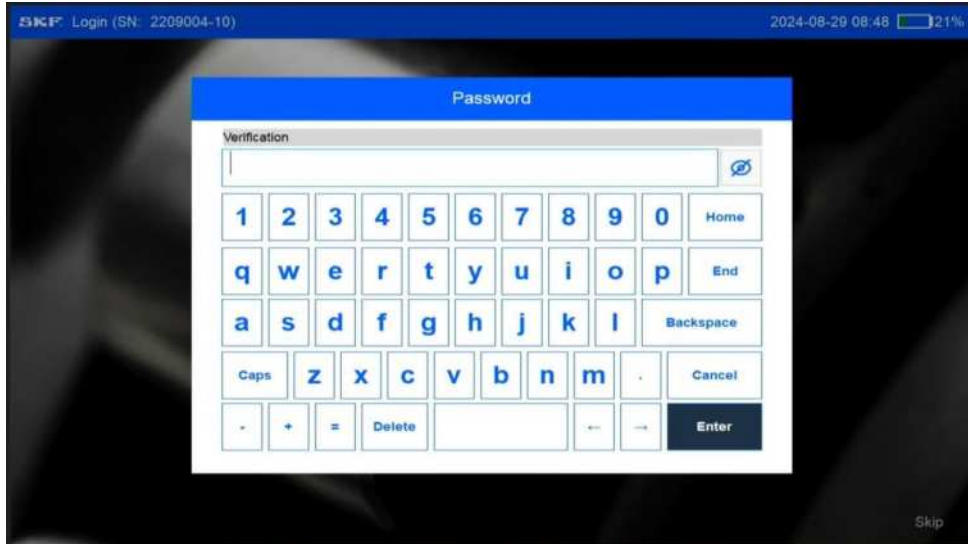 SKF Login (SN: 2209004-10) 2024-08-29 08:48 21%
Password
Verification
1 2 3 4 5 6 7 8 9 0 Home
q w e r t y u i o p End
a s d f g h j k l Backspace
Caps z x c v b n m . Cancel
- + = Delete ← → Enter
Skip